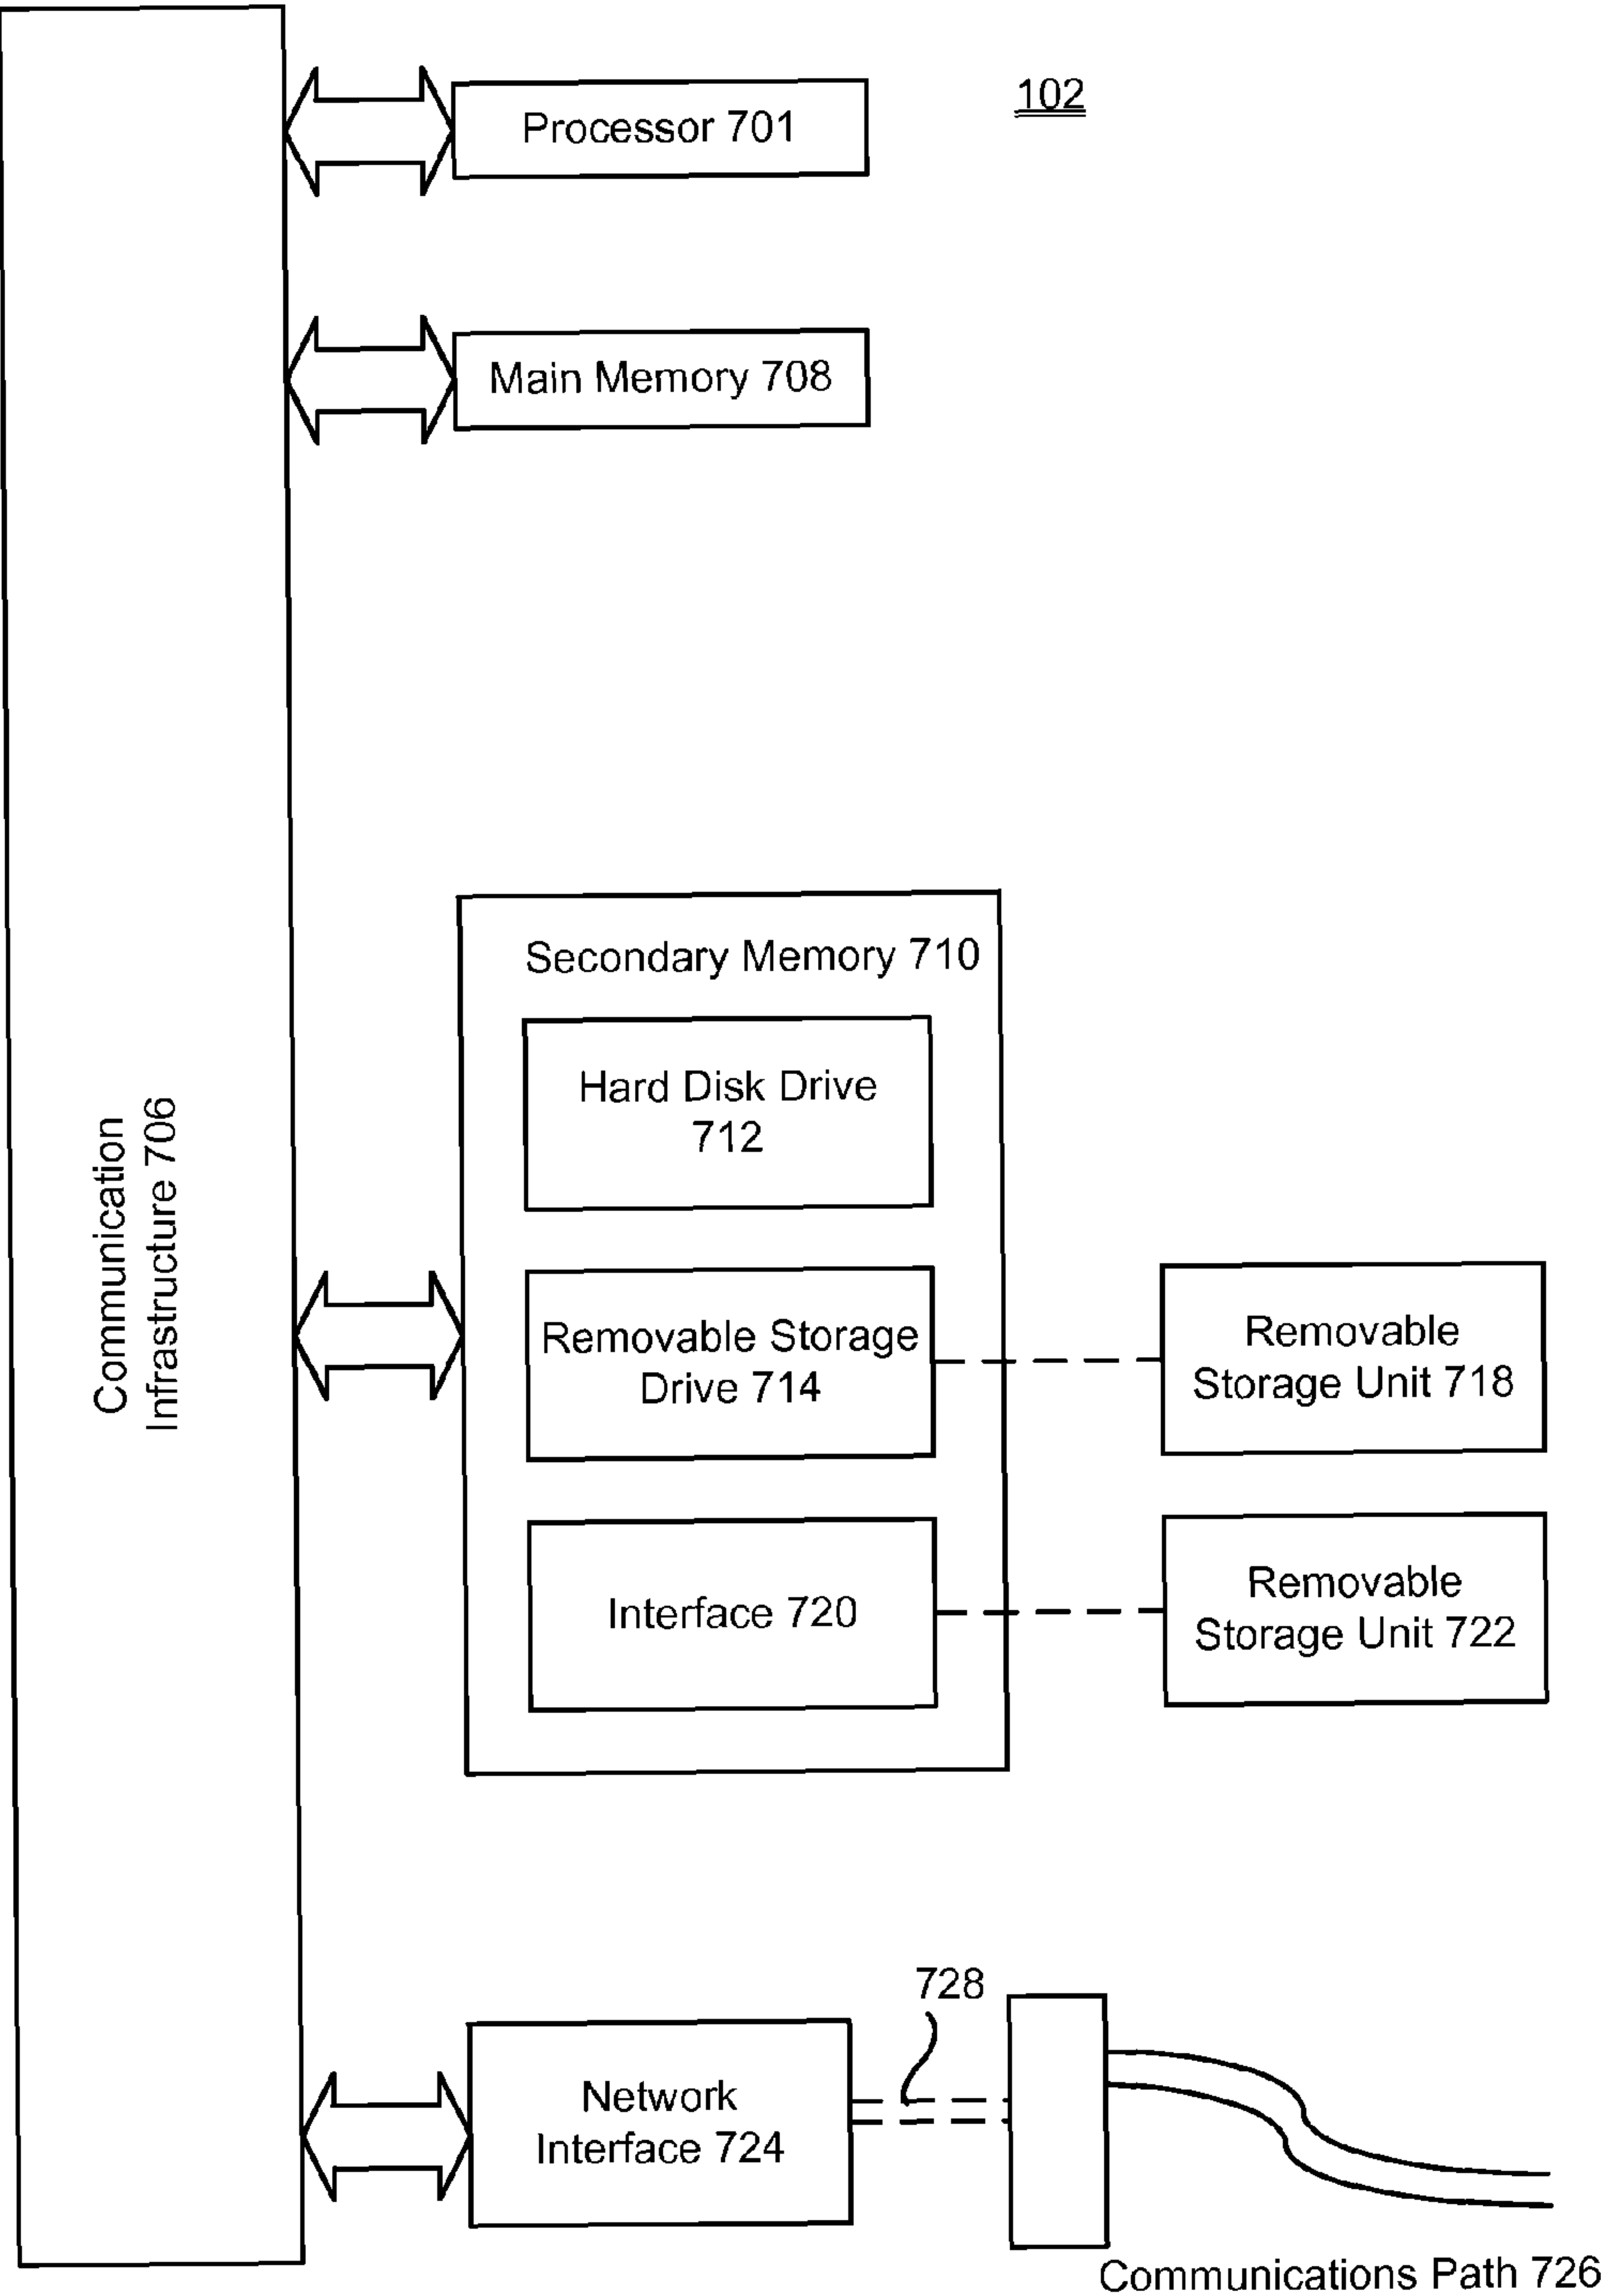 102
Processor 701
Main Memory 708
Communication
Infrastructure 706
Secondary Memory 710
Hard Disk Drive
712
Removable Storage
Drive 714
Removable
Storage Unit 718
Interface 720
Removable
Storage Unit 722
728
Network
Interface 724
Communications Path 726